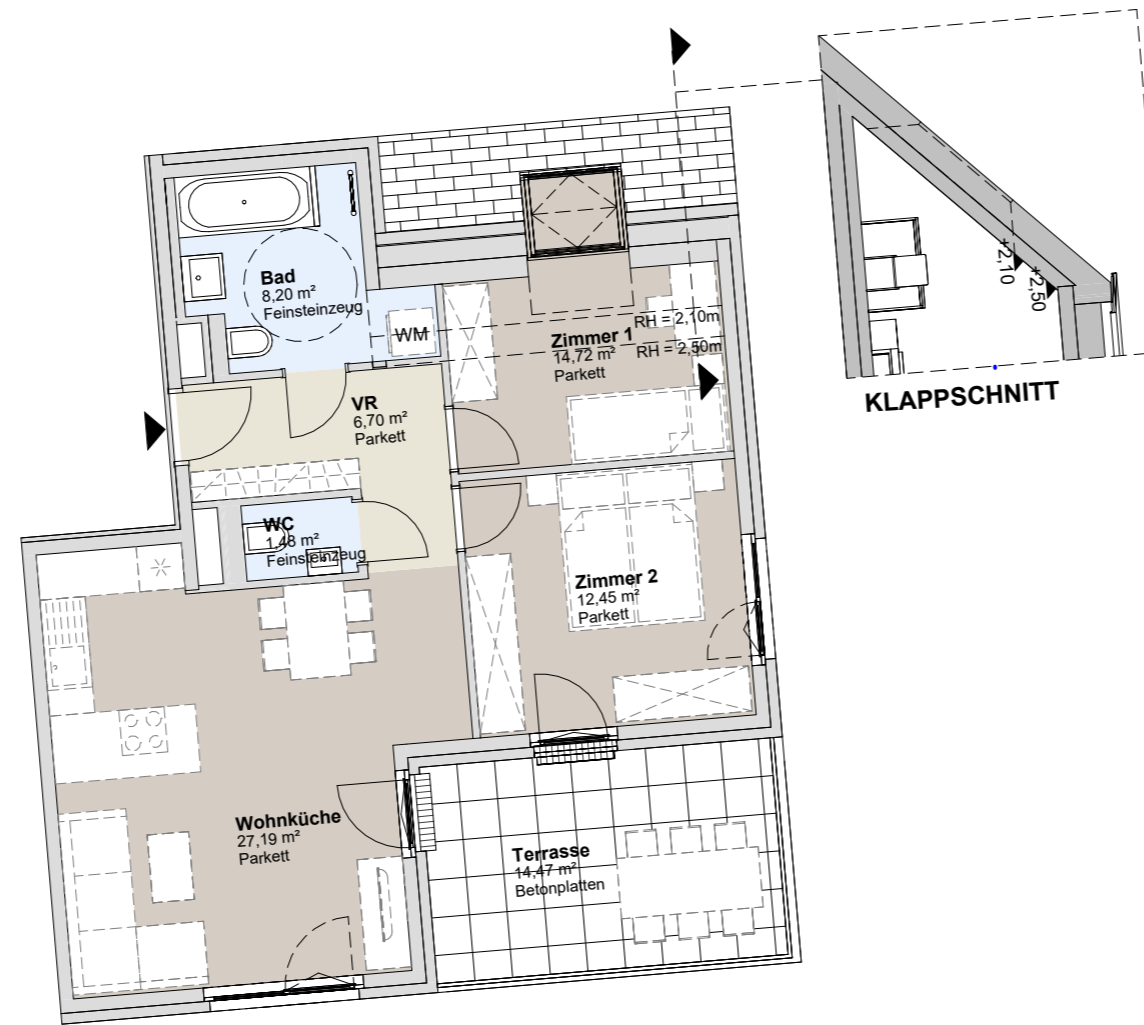 Bad
8,20 m²
Feinsteinzeug
WM
Zimmer 1
14,72 m²
Parkett
RH = 2,10m
RH = 2,50m
+2,10
+2,50
KLAPPSCHNITT
VR
6,70 m²
Parkett
WC
1,48 m²
Feinsteinzeug
Zimmer 2
12,45 m²
Parkett
Wohnküche
27,19 m²
Parkett
Terrasse
14,47 m²
Betonplatten